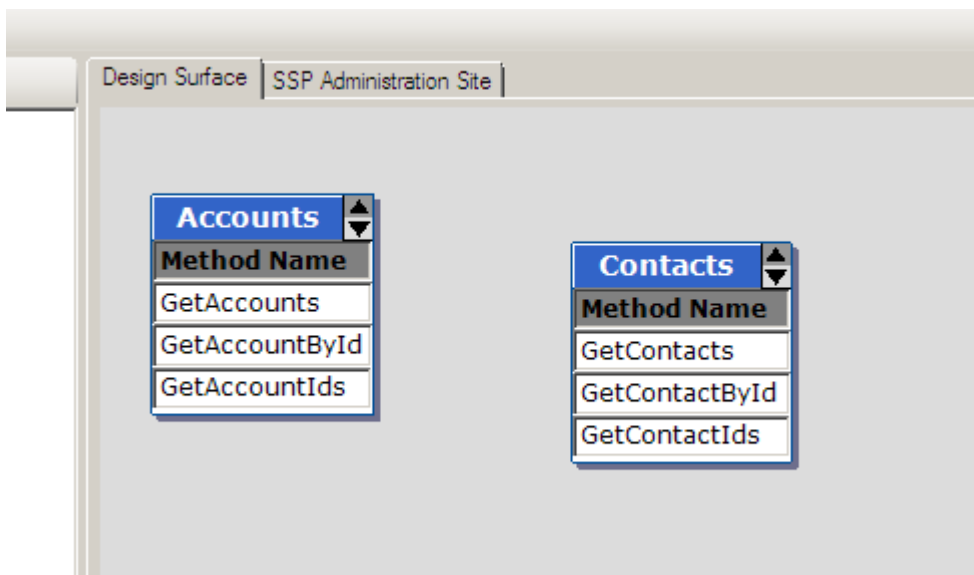 Design Surface
SSP Administration Site
Accounts
Method Name
GetAccounts
GetAccountById
GetAccountIds
Contacts
Method Name
GetContacts
GetContactById
GetContactIds